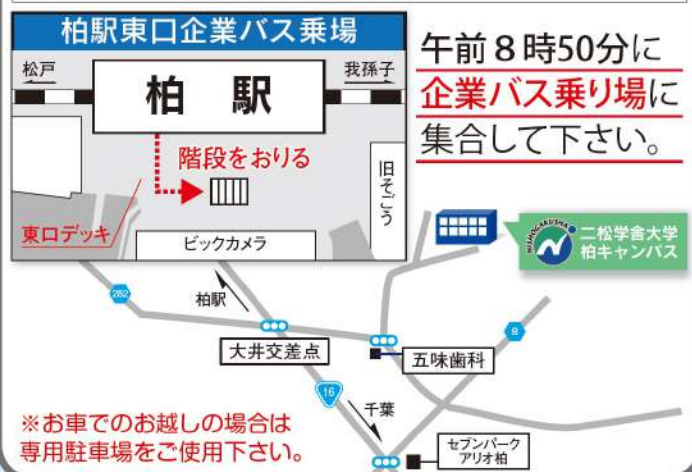 柏駅東口企業バス乗場
松戸
我孫子
柏 駅
階段をおりる
旧そごう
東口デッキ
ビックカメラ
午前８時50分に
企業バス乗り場に
集合して下さい。
NISHOGAKUSHA
N
二松学舎大学
柏キャンパス
282
柏駅
8
大井交差点
五味歯科
16
千葉
セブンパーク
アリオ柏
※お車でのお越しの場合は
専用駐車場をご使用下さい。